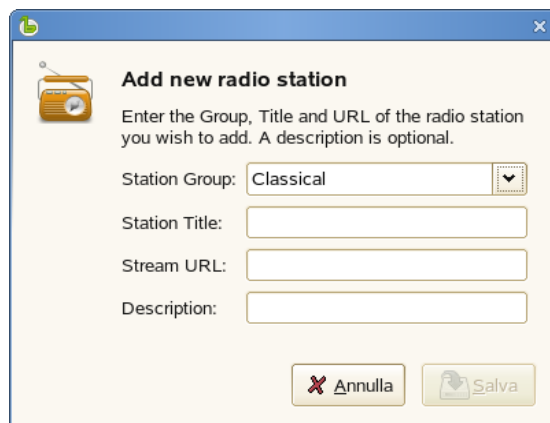 Add new radio station
Enter the Group, Title and URL of the radio station
you wish to add. A description is optional.
Station Group: Classical
Station Title:
Stream URL:
Description:
Annulla Salva